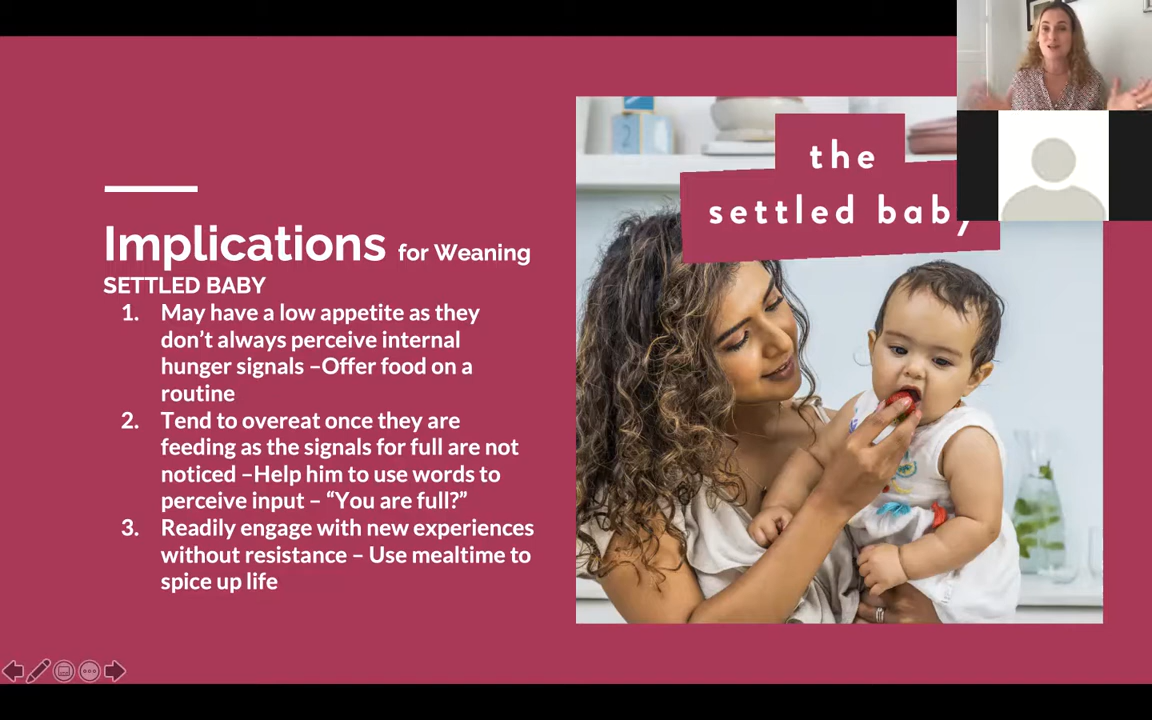 Implications for Weaning
SETTLED BABY
1. May have a low appetite as they
don’t always perceive internal
hunger signals –Offer food on a
routine
2. Tend to overeat once they are
feeding as the signals for full are not
noticed –Help him to use words to
perceive input – “You are full?”
3. Readily engage with new experiences
without resistance – Use mealtime to
spice up life
the
settled baby
2